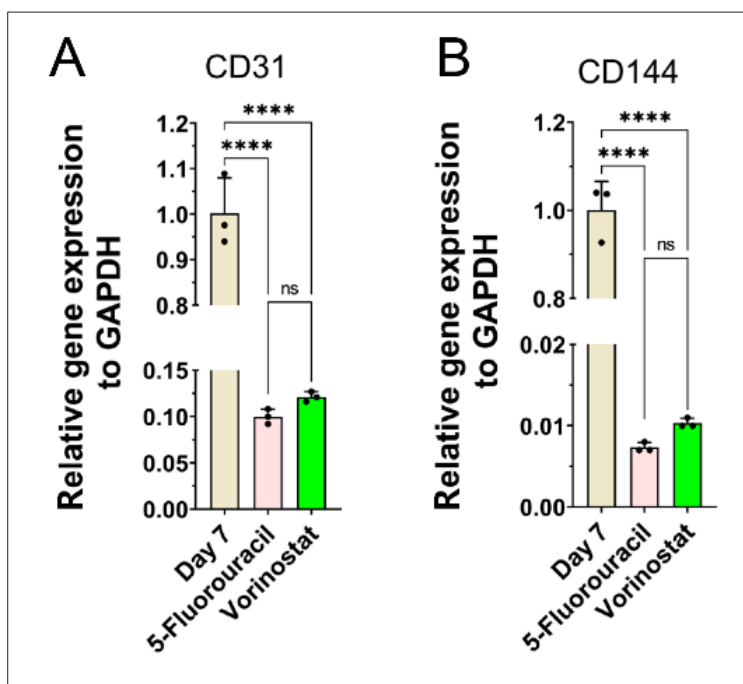 A
CD31
Relative gene expression
to GAPDH
1.2
1.1
1.0
0.9
0.8
0.15
0.10
0.05
0.00
****
****
ns
Day 7
5-Fluorouracil
Vorinostat
B
CD144
Relative gene expression
to GAPDH
1.2
1.0
0.8
0.02
0.01
0.00
****
****
ns
Day 7
5-Fluorouracil
Vorinostat